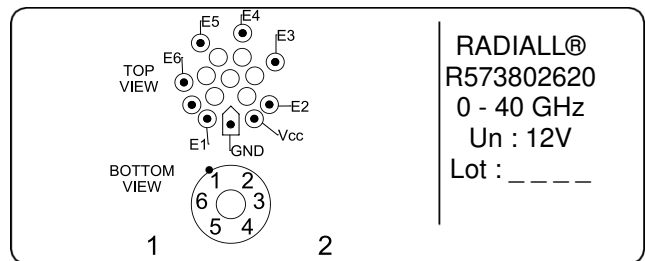 E4
E5
E3
E6
TOP
VIEW
E2
Vcc
E1
GND
BOTTOM
VIEW
1 2
6 3
5 4
1 2
RADIALL®
R573802620
0 - 40 GHz
Un : 12V
Lot : _ _ _ _